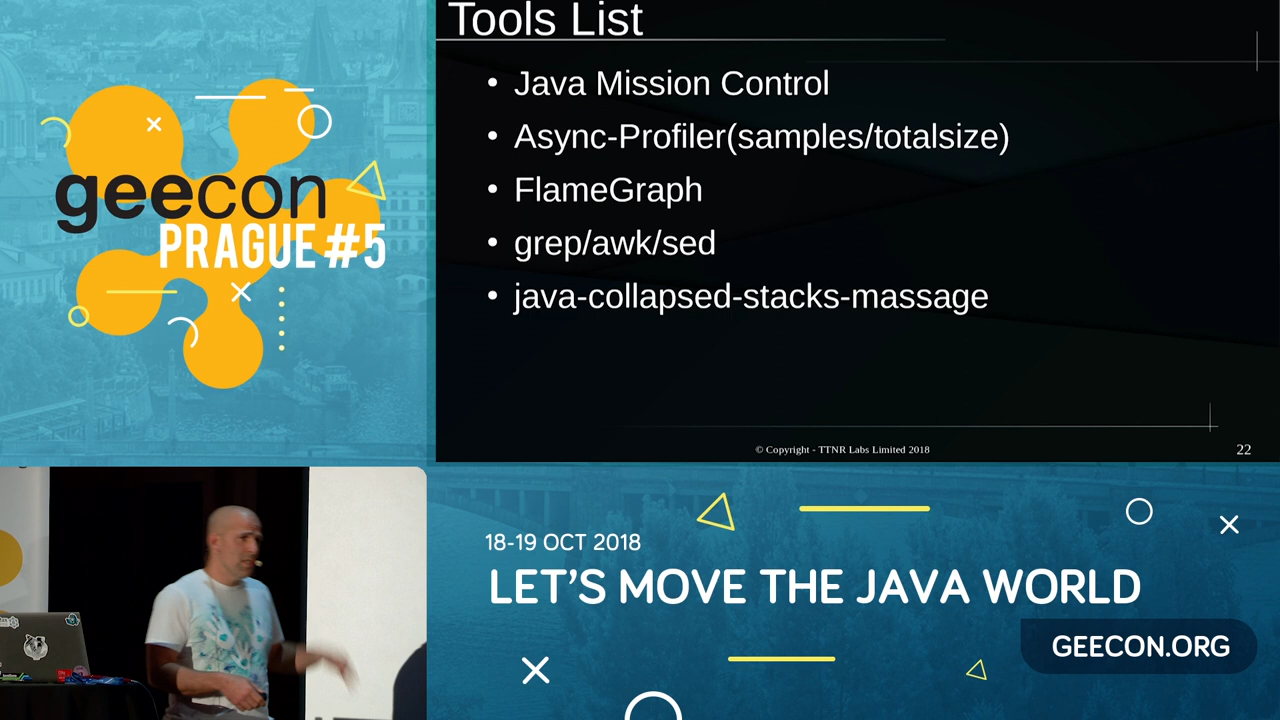 geecon
PRAGUE #5
Tools List
• Java Mission Control
• Async-Profiler(samples/totalsize)
• FlameGraph
• grep/awk/sed
• java-collapsed-stacks-massage
© Copyright - TTNR Labs Limited 2018
22
18-19 OCT 2018
LET'S MOVE THE JAVA WORLD
GEECON.ORG